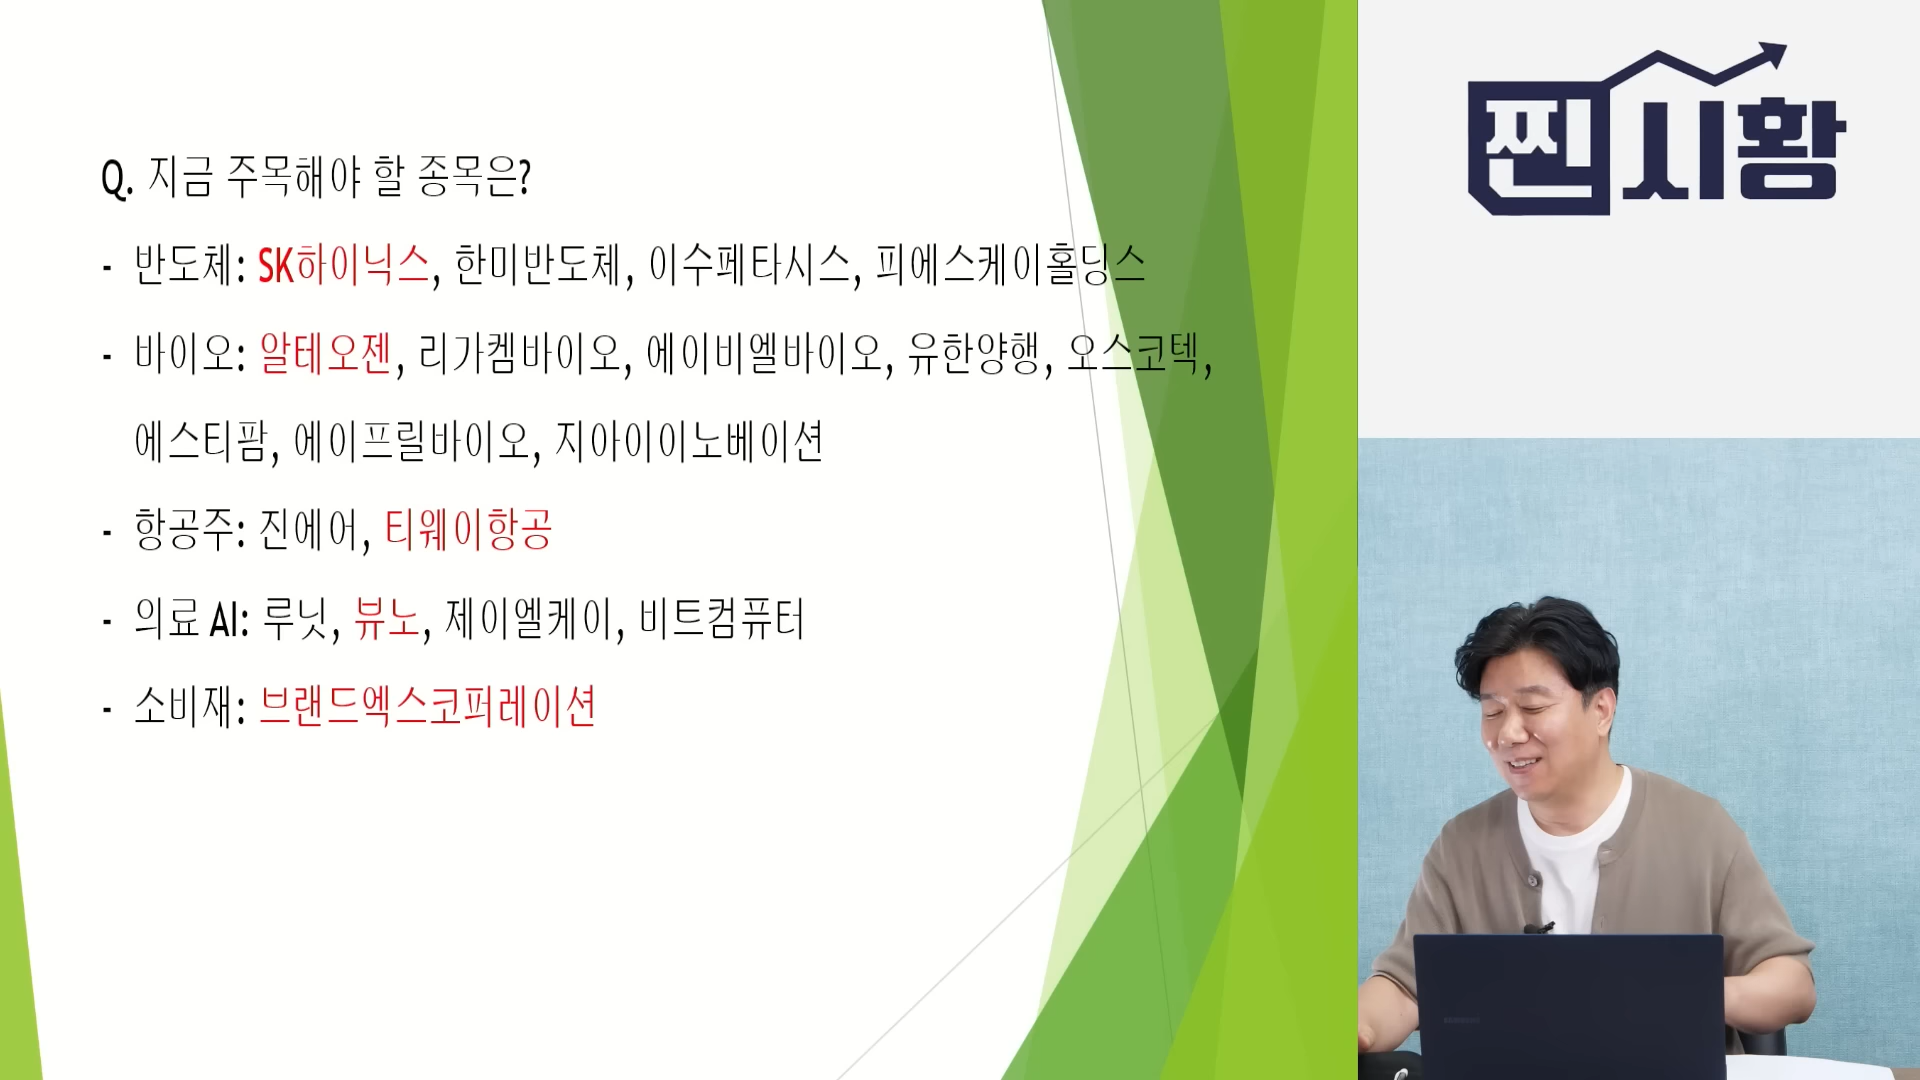 Q. 지금 주목해야 할 종목은?
- 반도체: SK하이닉스, 한미반도체, 이수페타시스, 피에스케이홀딩스
- 바이오: 알테오젠, 리가켐바이오, 에이비엘바이오, 유한양행, 오스코텍,
에스티팜, 에이프릴바이오, 지아이이노베이션
- 항공주: 진에어, 티웨이항공
- 의료 AI: 루닛, 뷰노, 제이엘케이, 비트컴퓨터
- 소비재: 브랜드엑스코퍼레이션
찐시황
SAMSUNG